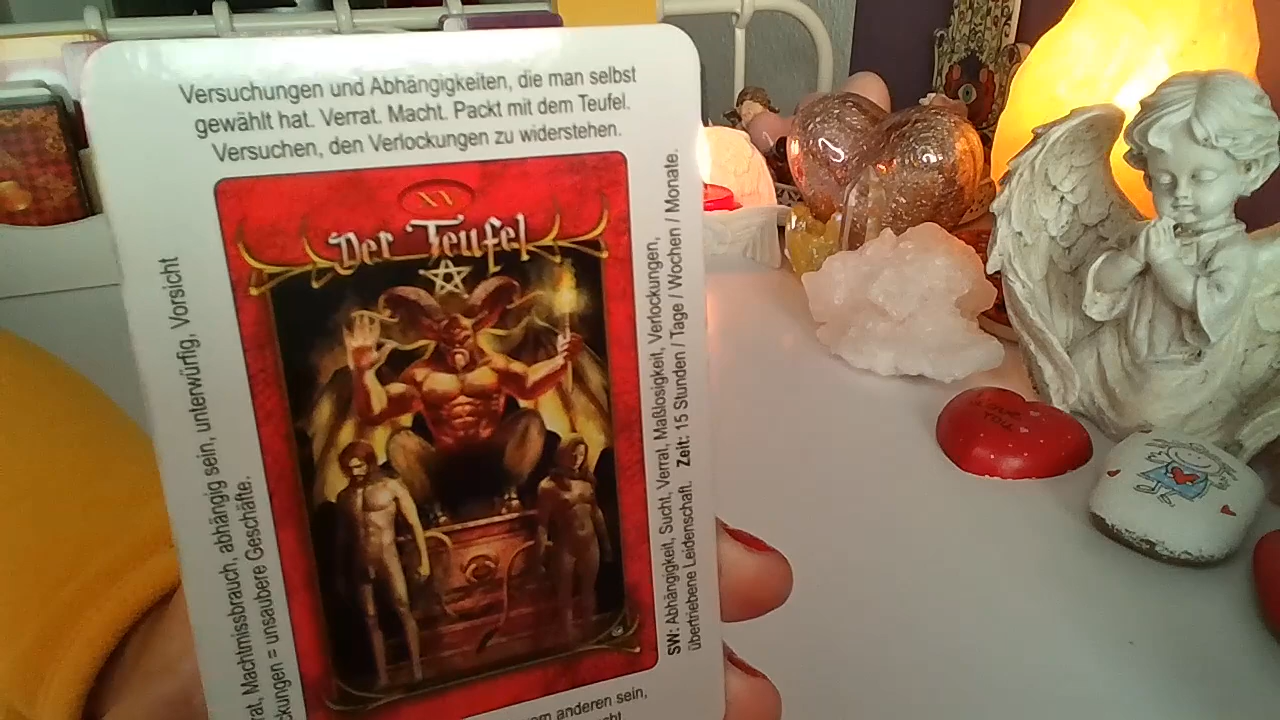 Versuchungen und Abhängigkeiten, die man selbst
gewählt hat. Verrat. Macht. Packt mit dem Teufel.
Versuchen, den Verlockungen zu widerstehen.
XV
Der Teufel
SW: Abhängigkeit, Sucht, Verrat, Maßlosigkeit, Verlockungen,
übertriebene Leidenschaft. Zeit: 15 Stunden / Tage / Wochen / Monate.
rat, Machtmissbrauch, abhängig sein, unterwürfig, Vorsicht
ckungen = unsaubere Geschäfte.
anderen sein,